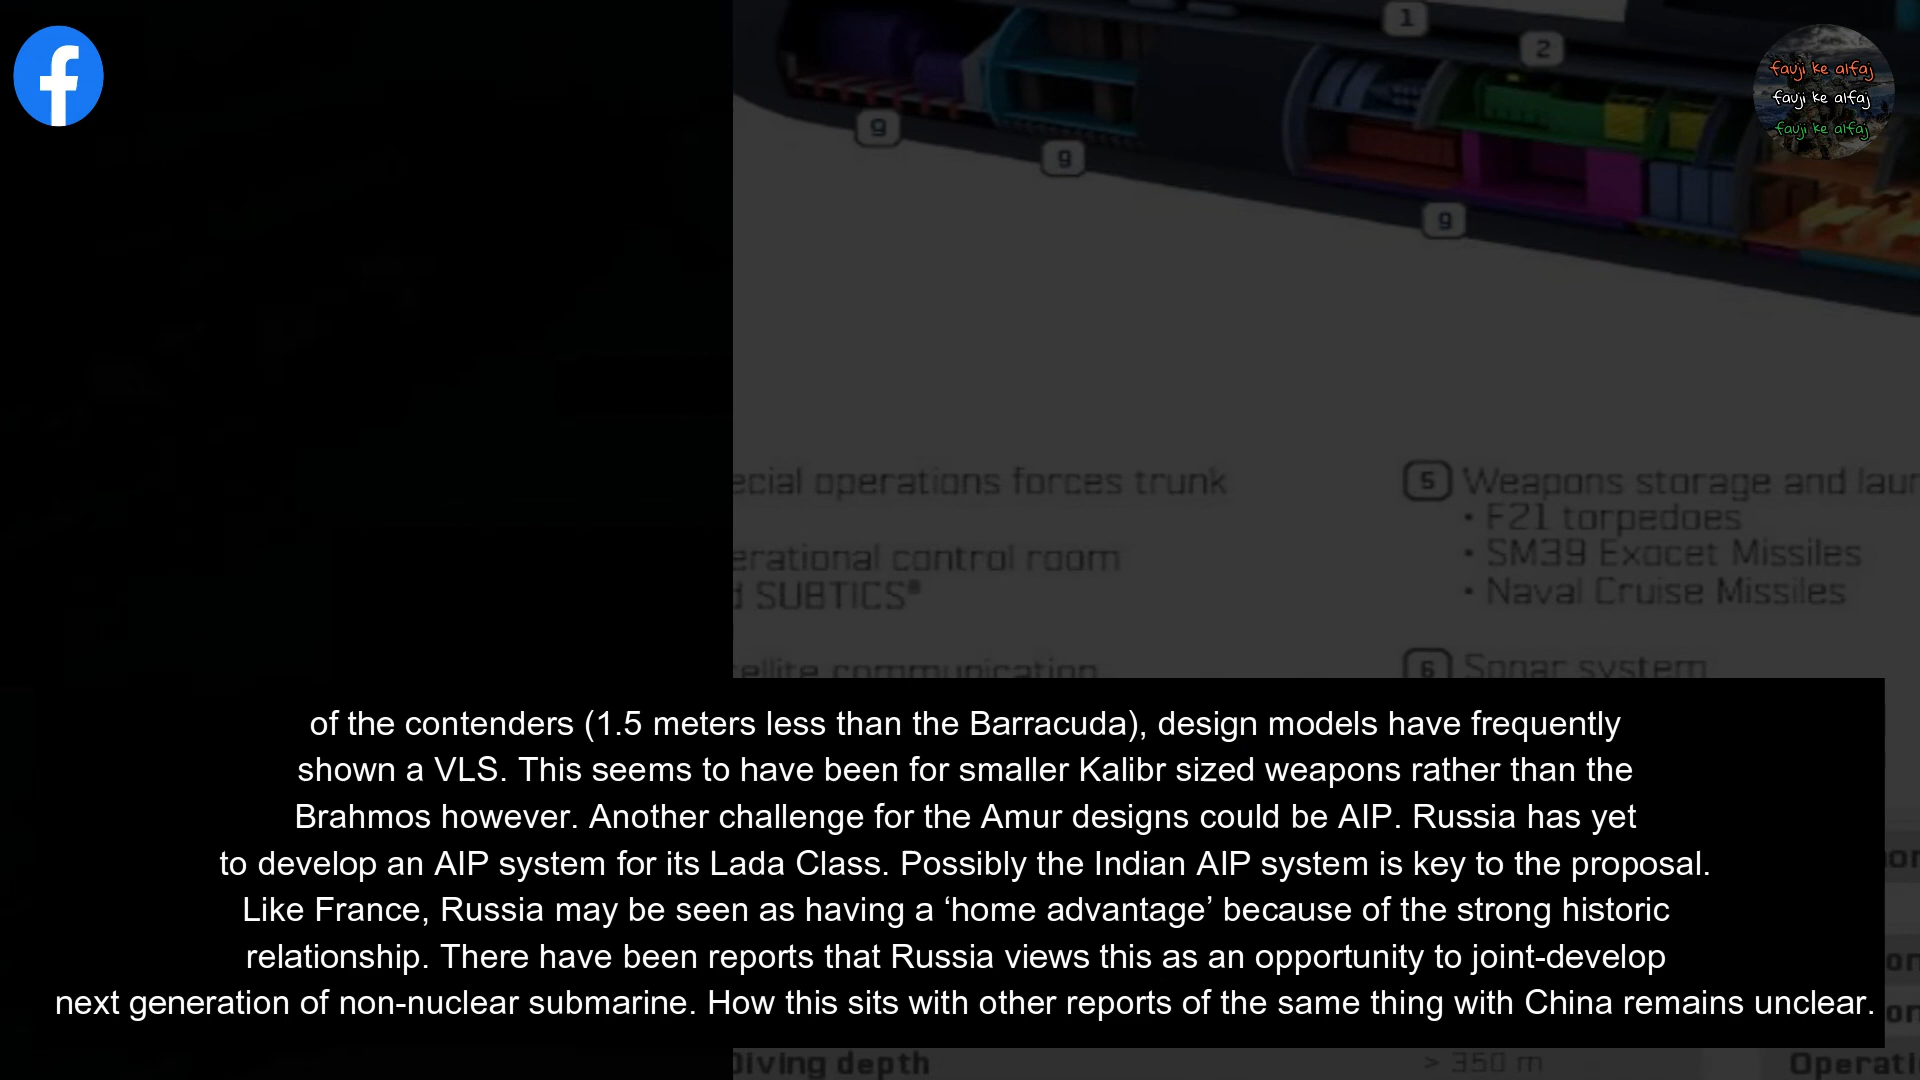 1
2
fauji ke alfaj
fauji ke alfaj
fauji ke alfaj
9
9
9
operations forces trunk
5 Weapons storage and
• F21 torpedoes
control room
• SM39 Exocet Missiles
SUBTICS®
• Naval Cruise Missiles
communication
6 Sonar system
of the contenders (1.5 meters less than the Barracuda), design models have frequently
shown a VLS. This seems to have been for smaller Kalibr sized weapons rather than the
Brahmos however. Another challenge for the Amur designs could be AIP. Russia has yet
to develop an AIP system for its Lada Class. Possibly the Indian AIP system is key to the proposal.
Like France, Russia may be seen as having a ‘home advantage’ because of the strong historic
relationship. There have been reports that Russia views this as an opportunity to joint-develop
next generation of non-nuclear submarine. How this sits with other reports of the same thing with China remains unclear.
Diving depth > 350 m